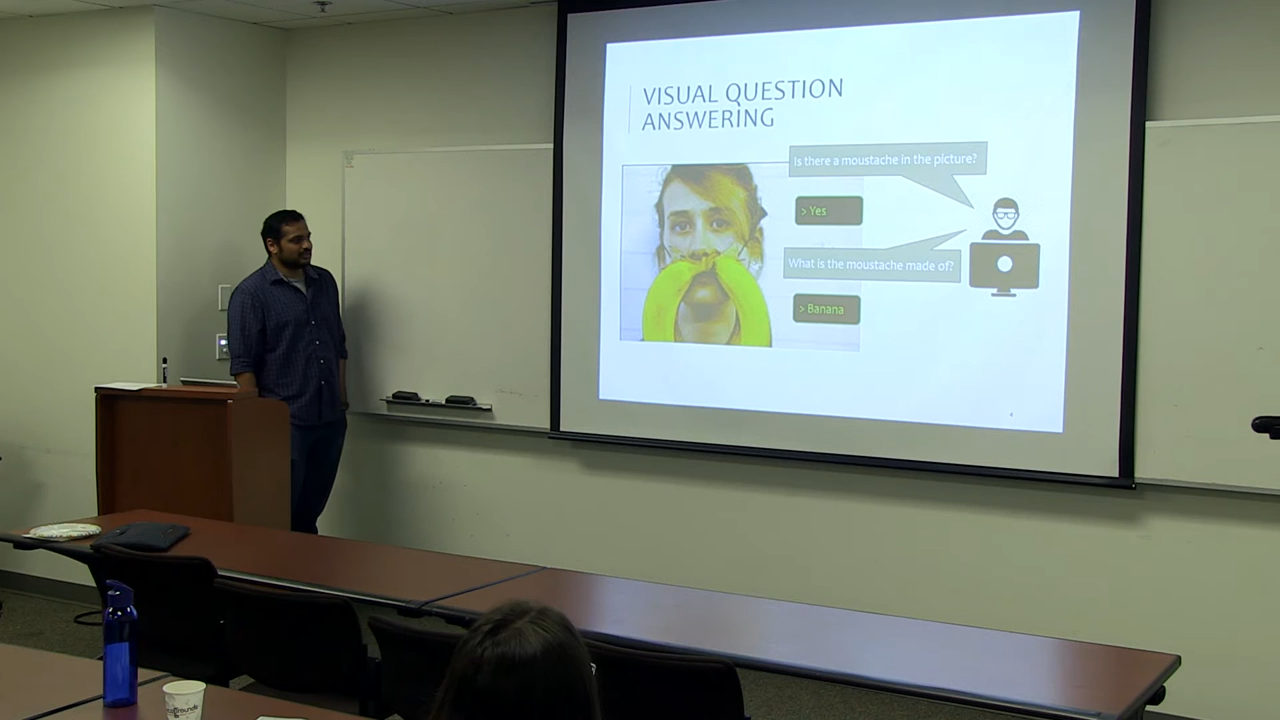 VISUAL QUESTION
ANSWERING
Is there a moustache in the picture?
> Yes
What is the moustache made of?
> Banana